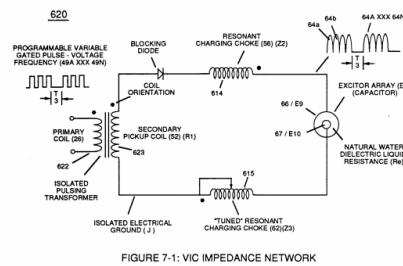 620
PROGRAMMABLE VARIABLE
GATED PULSE - VOLTAGE
FREQUENCY (49A XXX 49N)
T
3
BLOCKING
DIODE
RESONANT
CHARGING CHOKE (56) (Z2)
614
64a
64b
64A XXX 64N
T
3
COIL
ORIENTATION
EXCITOR ARRAY (E
(CAPACITOR)
66 / E9
67 / E10
PRIMARY
COIL (26)
622
SECONDARY
PICKUP COIL (52) (R1)
623
NATURAL WATER
DIELECTRIC LIQUID
RESISTANCE (Re)
ISOLATED
PULSING
TRANSFORMER
615
ISOLATED ELECTRICAL
GROUND ( J )
"TUNED" RESONANT
CHARGING CHOKE (62)(Z3)
FIGURE 7-1: VIC IMPEDANCE NETWORK